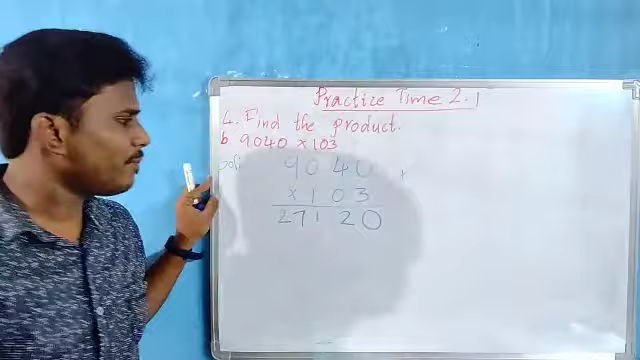 Practice Time 2.1
4. Find the product.
b 9040 × 103
9040
× 103
27120